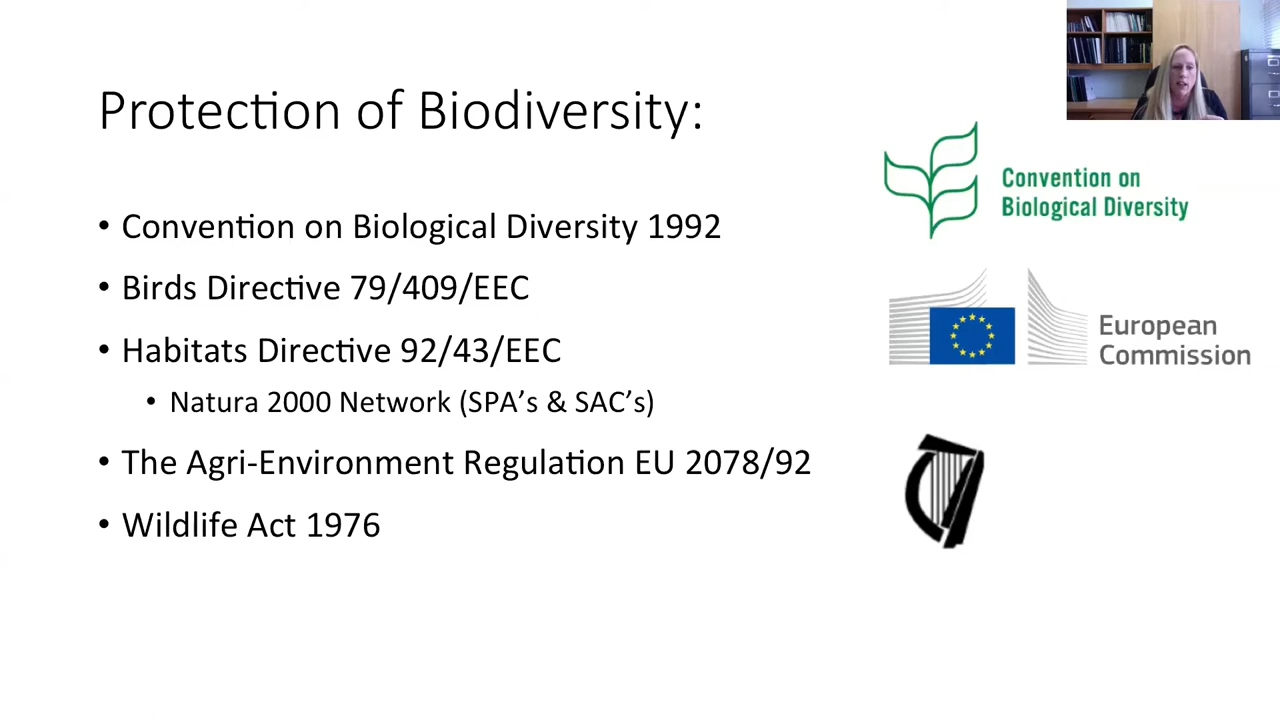 Protection of Biodiversity:
• Convention on Biological Diversity 1992
• Birds Directive 79/409/EEC
• Habitats Directive 92/43/EEC
• Natura 2000 Network (SPA’s & SAC’s)
• The Agri-Environment Regulation EU 2078/92
• Wildlife Act 1976
Convention on
Biological Diversity
European
Commission